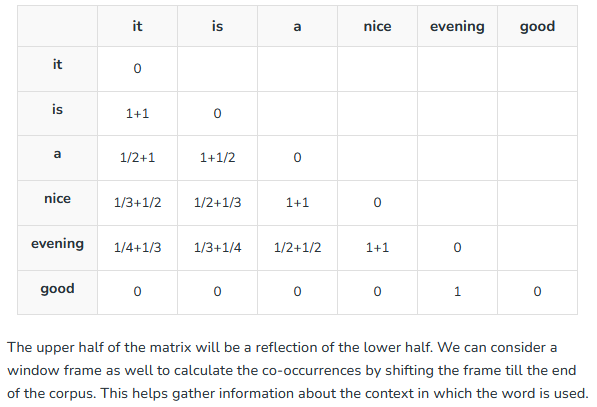 it is a nice evening good
it 0
is 1+1 0
a 1/2+1 1+1/2 0
nice 1/3+1/2 1/2+1/3 1+1 0
evening 1/4+1/3 1/3+1/4 1/2+1/2 1+1 0
good 0 0 0 0 1 0
The upper half of the matrix will be a reflection of the lower half. We can consider a
window frame as well to calculate the co-occurrences by shifting the frame till the end
of the corpus. This helps gather information about the context in which the word is used.